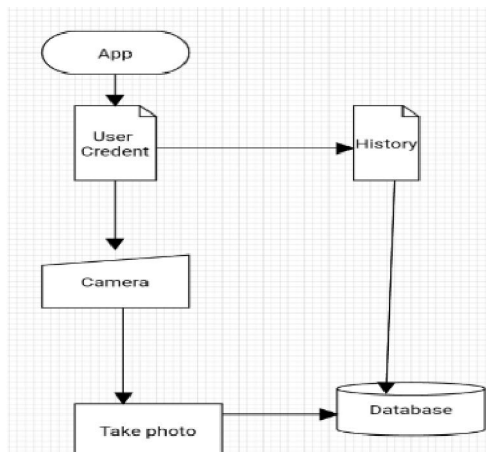 App
User
Credent
History
Camera
Database
Take photo